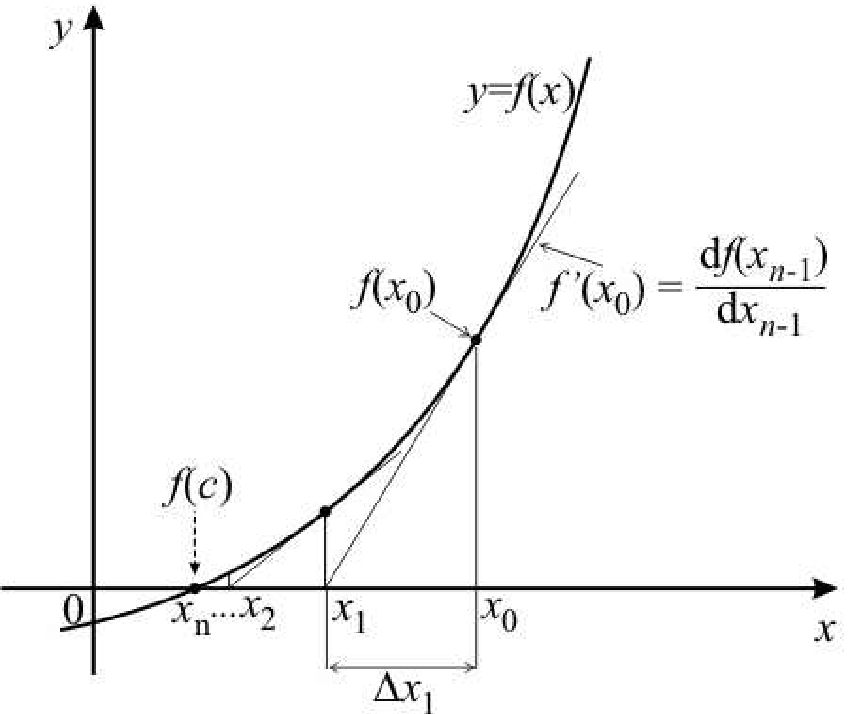 y
y=f(x)
f(x₀)
f’(x₀) = df(xₙ₋₁)/dxₙ₋₁
f(c)
0 xₙ...x₂ x₁ x₀
x
Δx₁